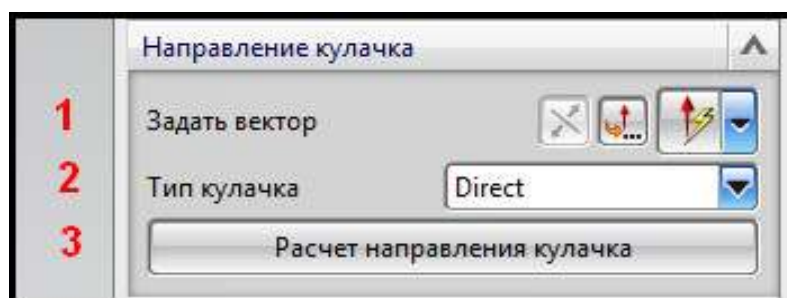 Направление кулачка
1 Задать вектор
2 Тип кулачка Direct
3 Расчет направления кулачка